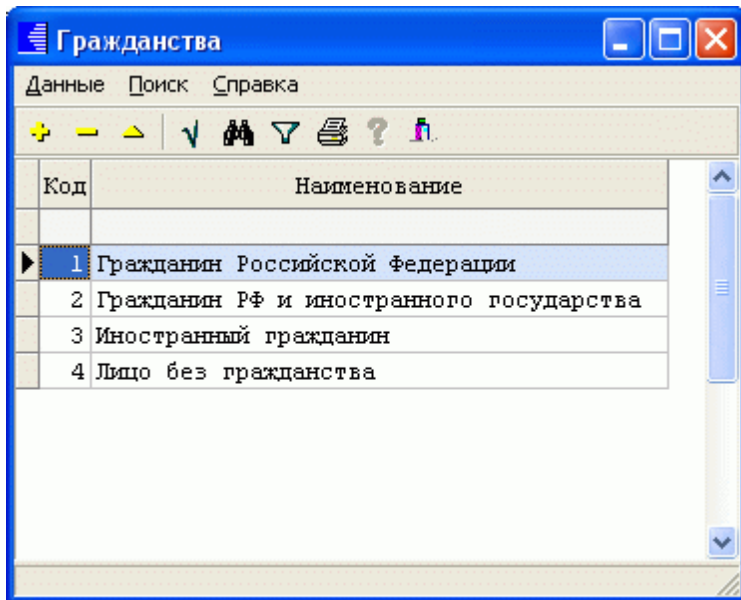 Гражданства
Данные Поиск Справка
Код Наименование
1 Гражданин Российской Федерации
2 Гражданин РФ и иностранного государства
3 Иностранный гражданин
4 Лицо без гражданства